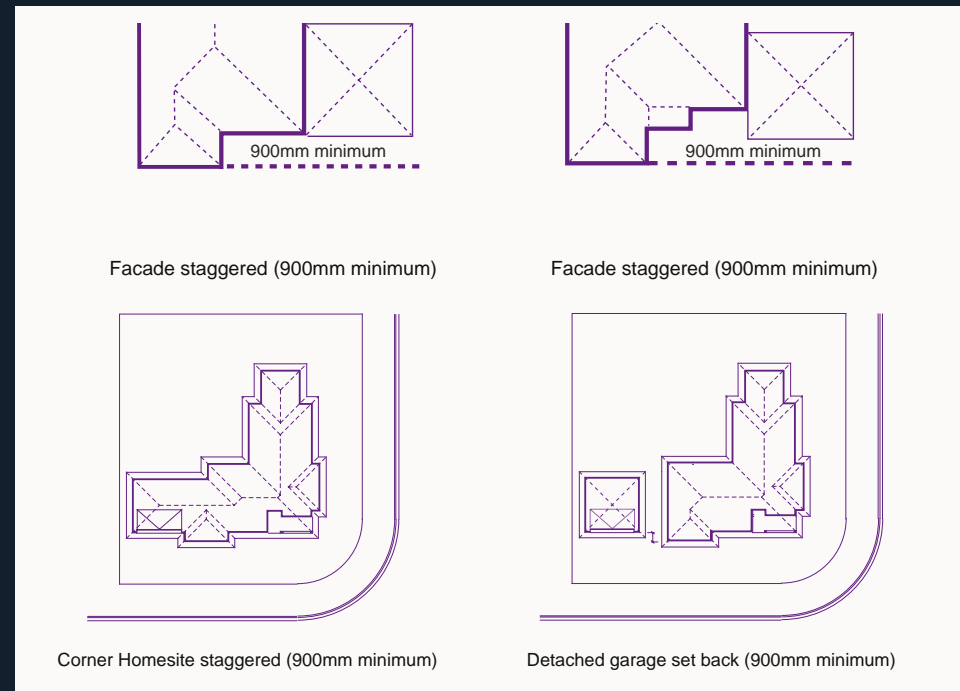 900mm minimum
900mm minimum
Facade staggered (900mm minimum)
Facade staggered (900mm minimum)
Corner Homesite staggered (900mm minimum)
Detached garage set back (900mm minimum)